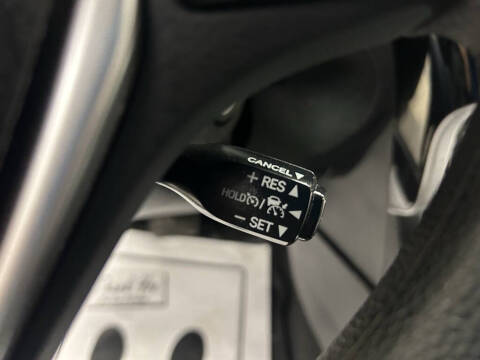 CANCEL▼
+ RES▲
HOLD /
− SET▼